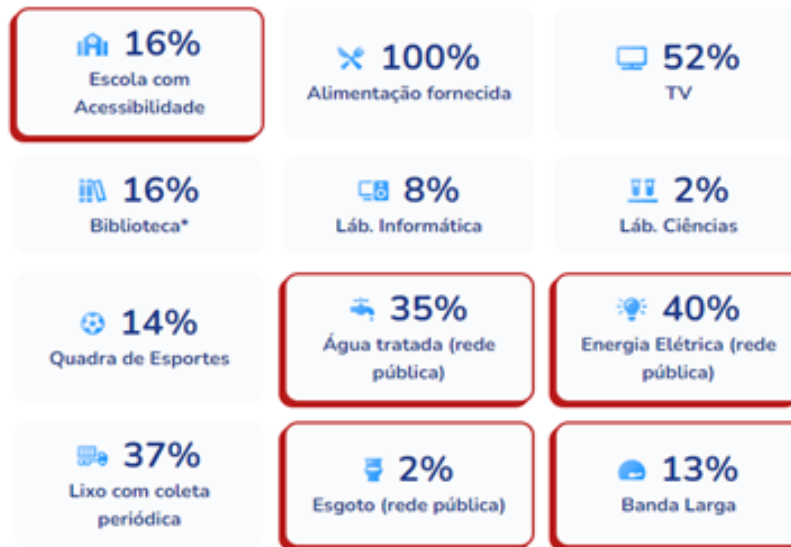 16%
Escola com
Acessibilidade
100%
Alimentação fornecida
52%
TV
16%
Biblioteca*
8%
Láb. Informática
2%
Láb. Ciências
14%
Quadra de Esportes
35%
Água tratada (rede
pública)
40%
Energia Elétrica (rede
pública)
37%
Lixo com coleta
periódica
2%
Esgoto (rede pública)
13%
Banda Larga